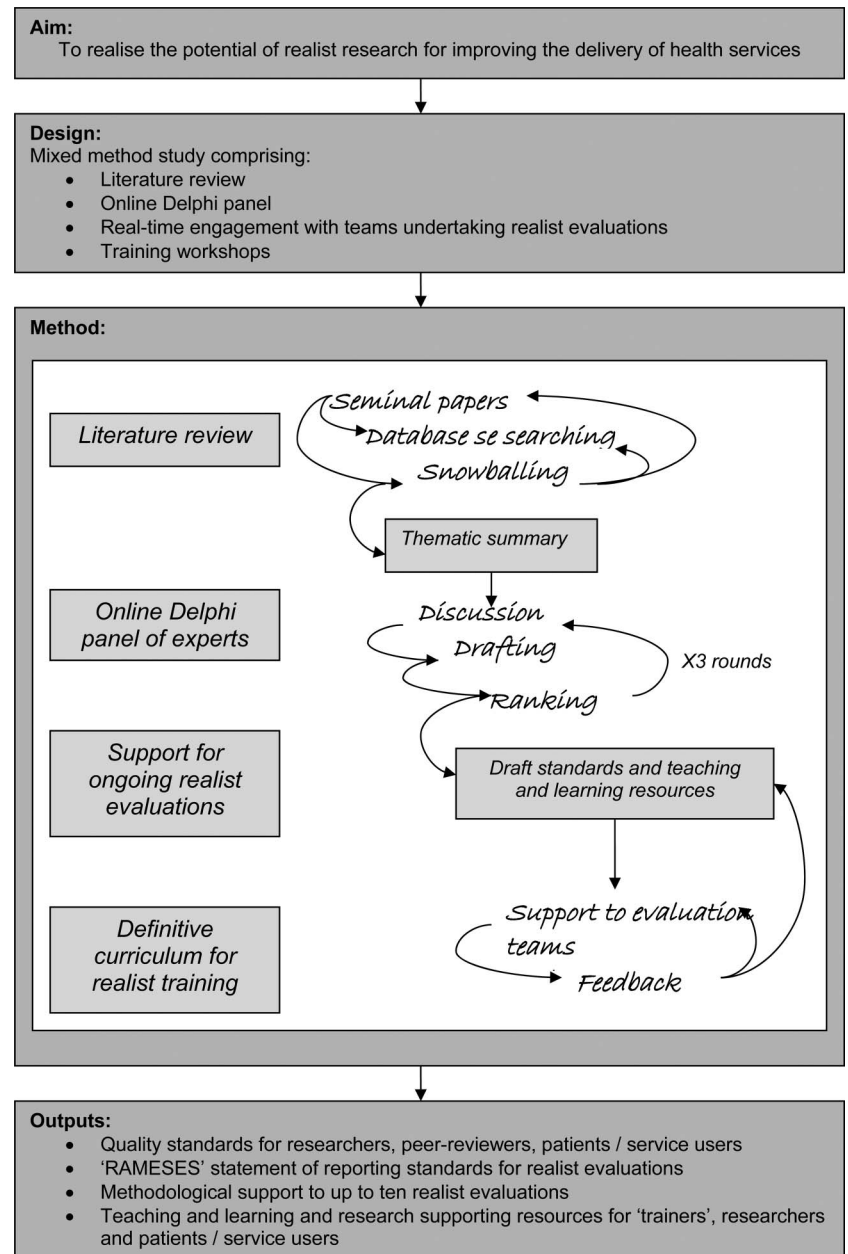 Aim:
To realise the potential of realist research for improving the delivery of health services
Design:
Mixed method study comprising:
• Literature review
• Online Delphi panel
• Real-time engagement with teams undertaking realist evaluations
• Training workshops
Method:
Literature review
Seminal papers
Database se searching
Snowballing
Thematic summary
Online Delphi
panel of experts
Discussion
Drafting
Ranking
X3 rounds
Support for
ongoing realist
evaluations
Draft standards and teaching
and learning resources
Definitive
curriculum for
realist training
Support to evaluation
teams
Feedback
Outputs:
• Quality standards for researchers, peer-reviewers, patients / service users
• ‘RAMESES’ statement of reporting standards for realist evaluations
• Methodological support to up to ten realist evaluations
• Teaching and learning and research supporting resources for ‘trainers’, researchers
and patients / service users